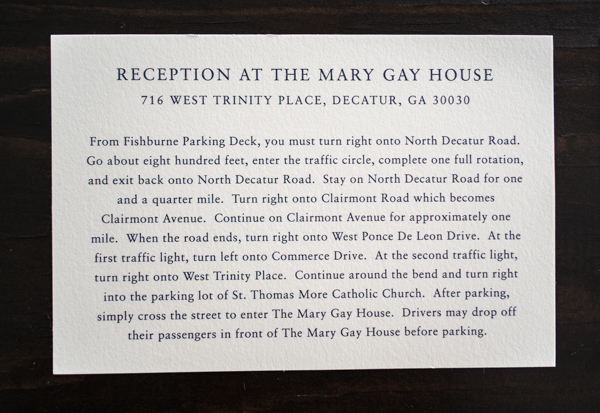 RECEPTION AT THE MARY GAY HOUSE
716 WEST TRINITY PLACE, DECATUR, GA 30030
From Fishburne Parking Deck, you must turn right onto North Decatur Road.
Go about eight hundred feet, enter the traffic circle, complete one full rotation,
and exit back onto North Decatur Road. Stay on North Decatur Road for one
and a quarter mile. Turn right onto Clairmont Road which becomes
Clairmont Avenue. Continue on Clairmont Avenue for approximately one
mile. When the road ends, turn right onto West Ponce De Leon Drive. At the
first traffic light, turn left onto Commerce Drive. At the second traffic light,
turn right onto West Trinity Place. Continue around the bend and turn right
into the parking lot of St. Thomas More Catholic Church. After parking,
simply cross the street to enter The Mary Gay House. Drivers may drop off
their passengers in front of The Mary Gay House before parking.